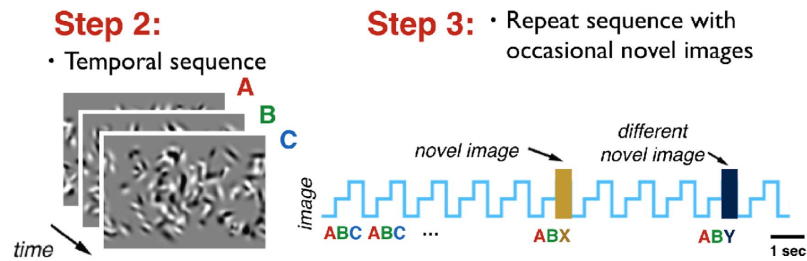 Step 2:
• Temporal sequence
A
B
C
time
Step 3:
• Repeat sequence with
occasional novel images
novel image
different
novel image
image
ABC ABC ... ABX ABY
1 sec